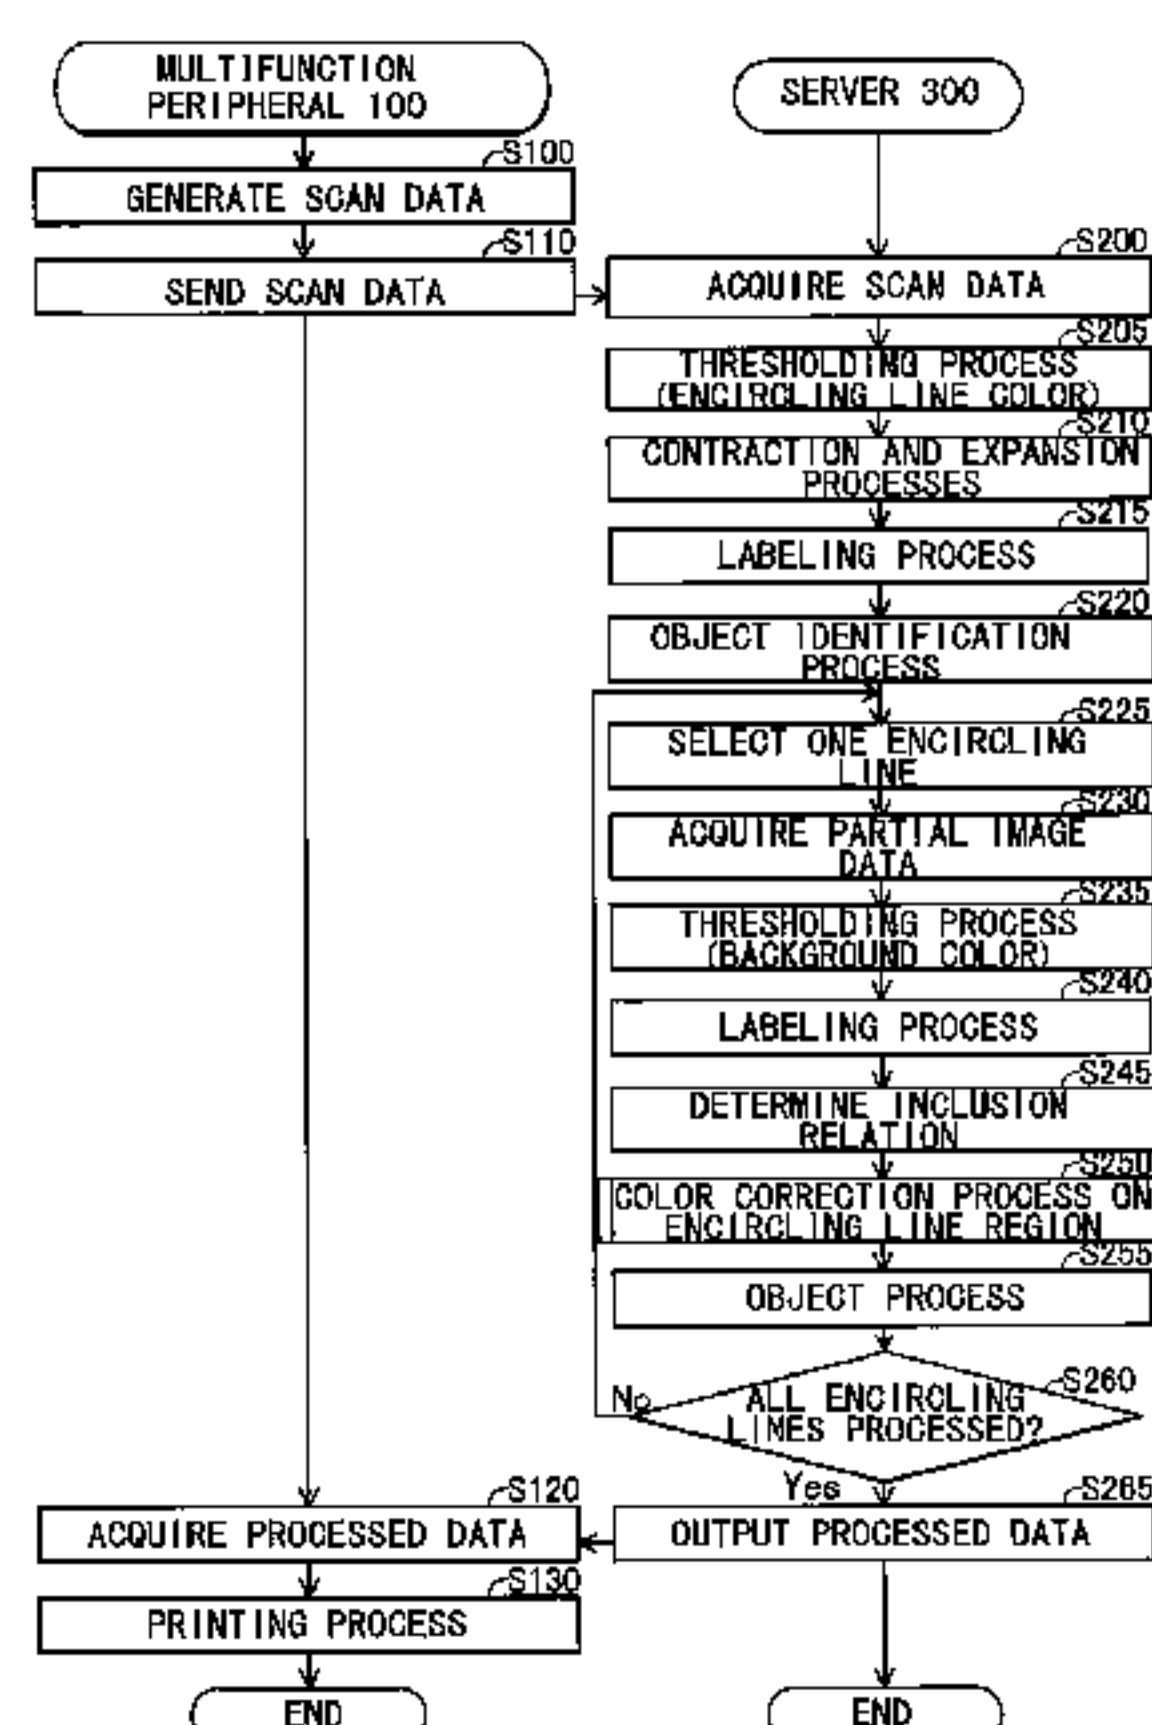 MULTIFUNCTION
PERIPHERAL 100
S100
GENERATE SCAN DATA
S110
SEND SCAN DATA
SERVER 300
S200
ACQUIRE SCAN DATA
S205
THRESHOLDING PROCESS
(ENCIRCLING LINE COLOR)
S210
CONTRACTION AND EXPANSION
PROCESSES
S215
LABELING PROCESS
S220
OBJECT IDENTIFICATION
PROCESS
S225
SELECT ONE ENCIRCLING
LINE
S230
ACQUIRE PARTIAL IMAGE
DATA
S235
THRESHOLDING PROCESS
(BACKGROUND COLOR)
S240
LABELING PROCESS
S245
DETERMINE INCLUSION
RELATION
S250
COLOR CORRECTION PROCESS ON
ENCIRCLING LINE REGION
S255
OBJECT PROCESS
S260
ALL ENCIRCLING
LINES PROCESSED?
No
Yes
S265
OUTPUT PROCESSED DATA
S120
ACQUIRE PROCESSED DATA
S130
PRINTING PROCESS
END
END